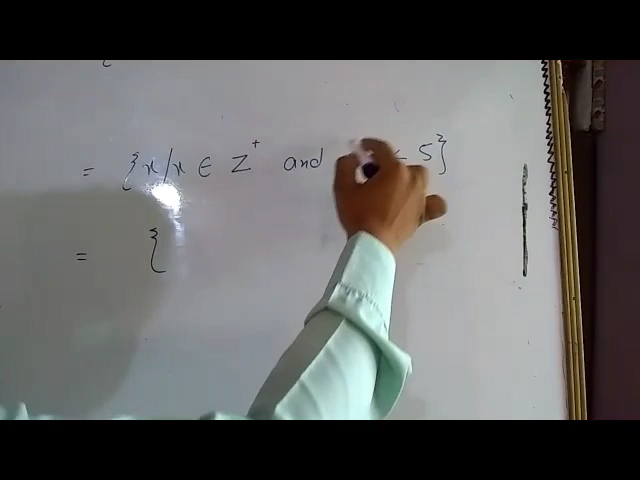 = {x/x ∈ Z⁺ and 5}
= {